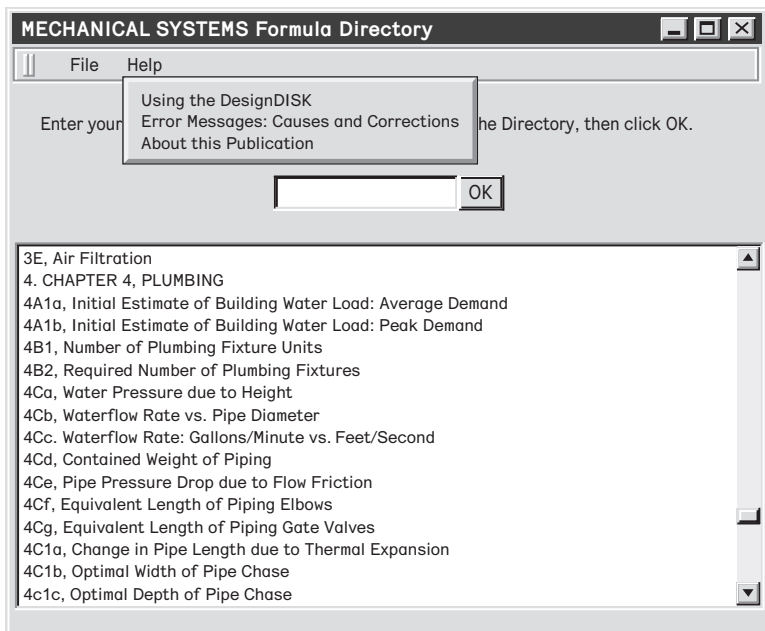 MECHANICAL SYSTEMS Formula Directory
File Help
Using the DesignDISK
Error Messages: Causes and Corrections
About this Publication
Enter your he Directory, then click OK.
OK
3E, Air Filtration
4. CHAPTER 4, PLUMBING
4A1a, Initial Estimate of Building Water Load: Average Demand
4A1b, Initial Estimate of Building Water Load: Peak Demand
4B1, Number of Plumbing Fixture Units
4B2, Required Number of Plumbing Fixtures
4Ca, Water Pressure due to Height
4Cb, Waterflow Rate vs. Pipe Diameter
4Cc. Waterflow Rate: Gallons/Minute vs. Feet/Second
4Cd, Contained Weight of Piping
4Ce, Pipe Pressure Drop due to Flow Friction
4Cf, Equivalent Length of Piping Elbows
4Cg, Equivalent Length of Piping Gate Valves
4C1a, Change in Pipe Length due to Thermal Expansion
4C1b, Optimal Width of Pipe Chase
4c1c, Optimal Depth of Pipe Chase